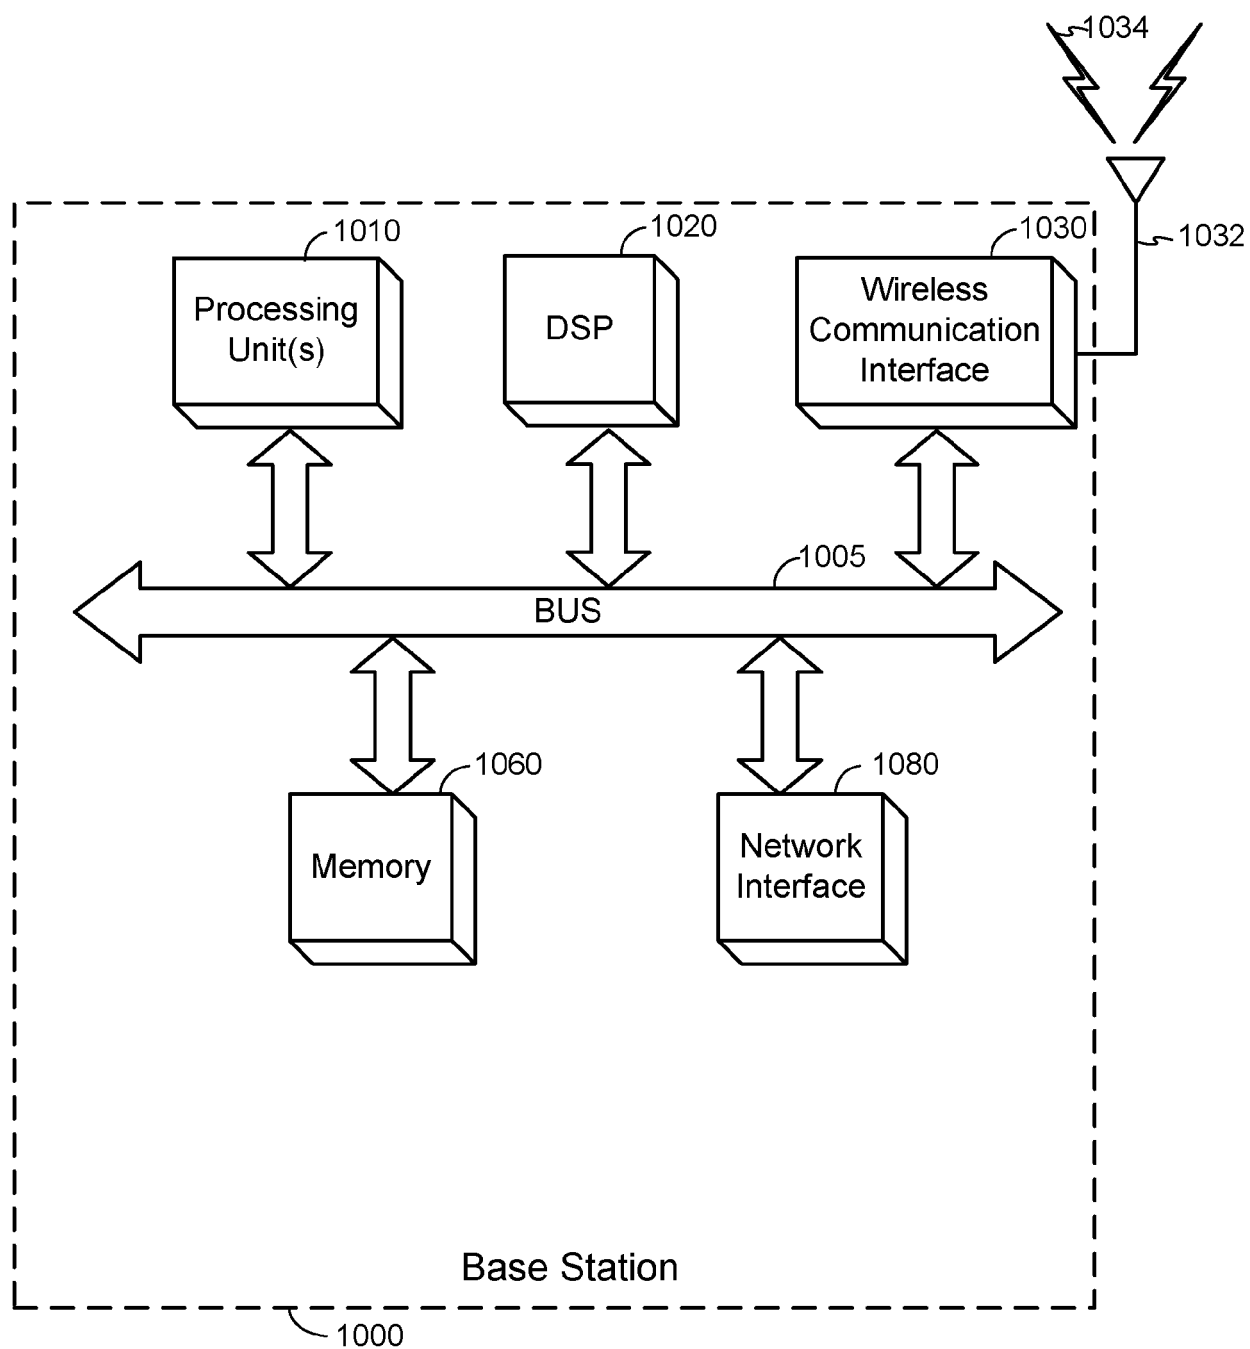 1034
1032
1010
1020
1030
Processing
Unit(s)
DSP
Wireless
Communication
Interface
1005
BUS
1060
1080
Memory
Network
Interface
Base Station
1000